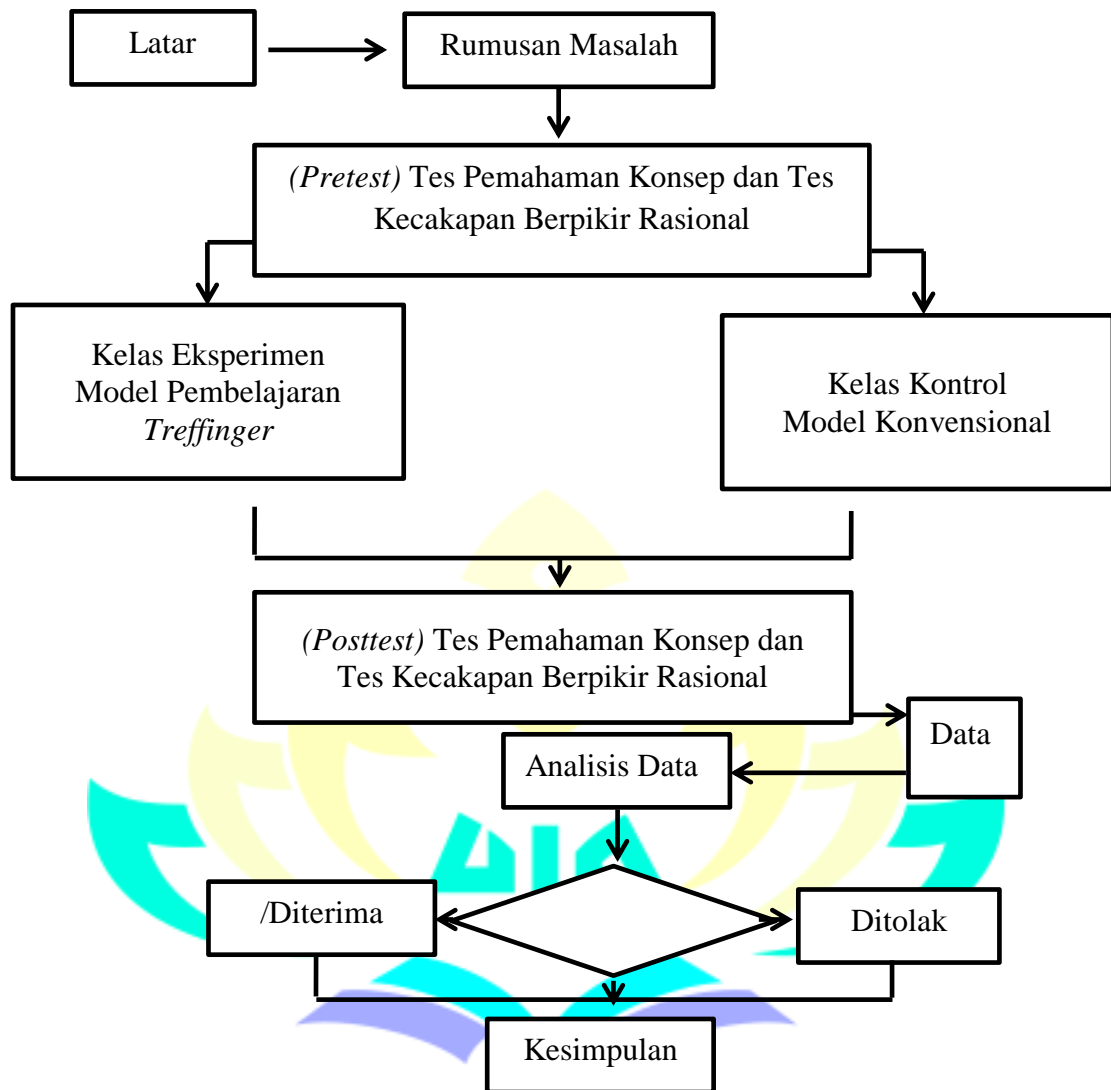 Latar
Rumusan Masalah
(Pretest) Tes Pemahaman Konsep dan Tes
Kecakapan Berpikir Rasional
Kelas Eksperimen
Model Pembelajaran
Treffinger
Kelas Kontrol
Model Konvensional
(Posttest) Tes Pemahaman Konsep dan
Tes Kecakapan Berpikir Rasional
Data
Analisis Data
/Diterima
Ditolak
Kesimpulan